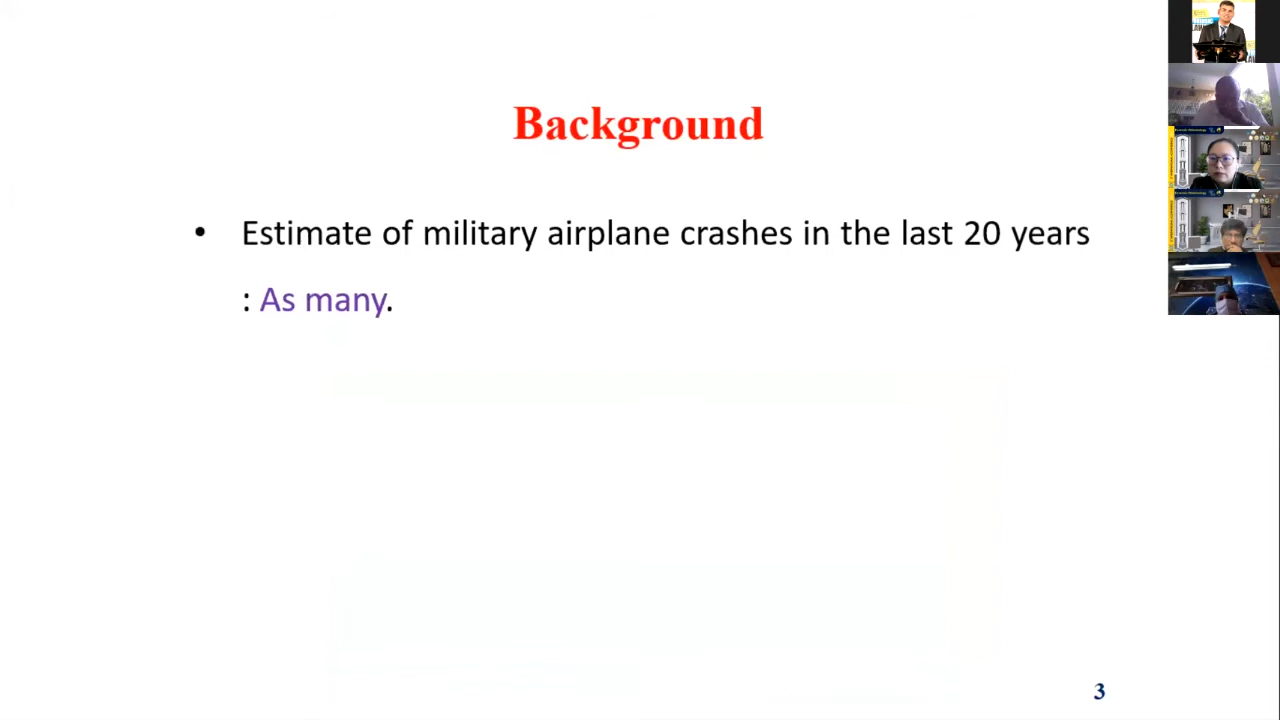 Background
• Estimate of military airplane crashes in the last 20 years
: As many.
3